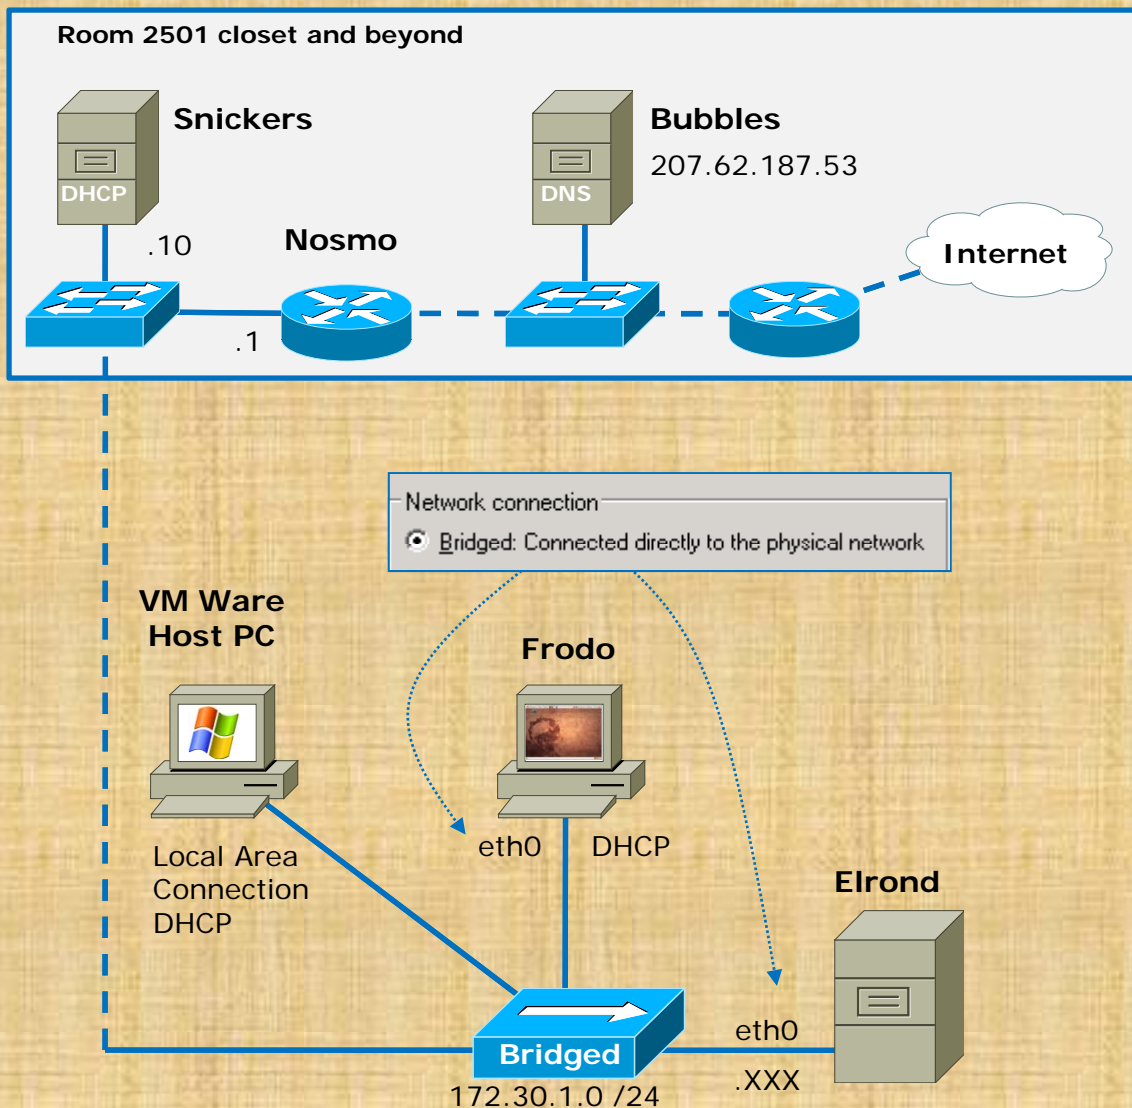 Room 2501 closet and beyond
Snickers
DHCP
.10
Nosmo
.1
Bubbles
207.62.187.53
DNS
Internet
Network connection
Bridged: Connected directly to the physical network
VM Ware
Host PC
Local Area
Connection
DHCP
Frodo
eth0 DHCP
Elrond
eth0
.XXX
Bridged
172.30.1.0 /24